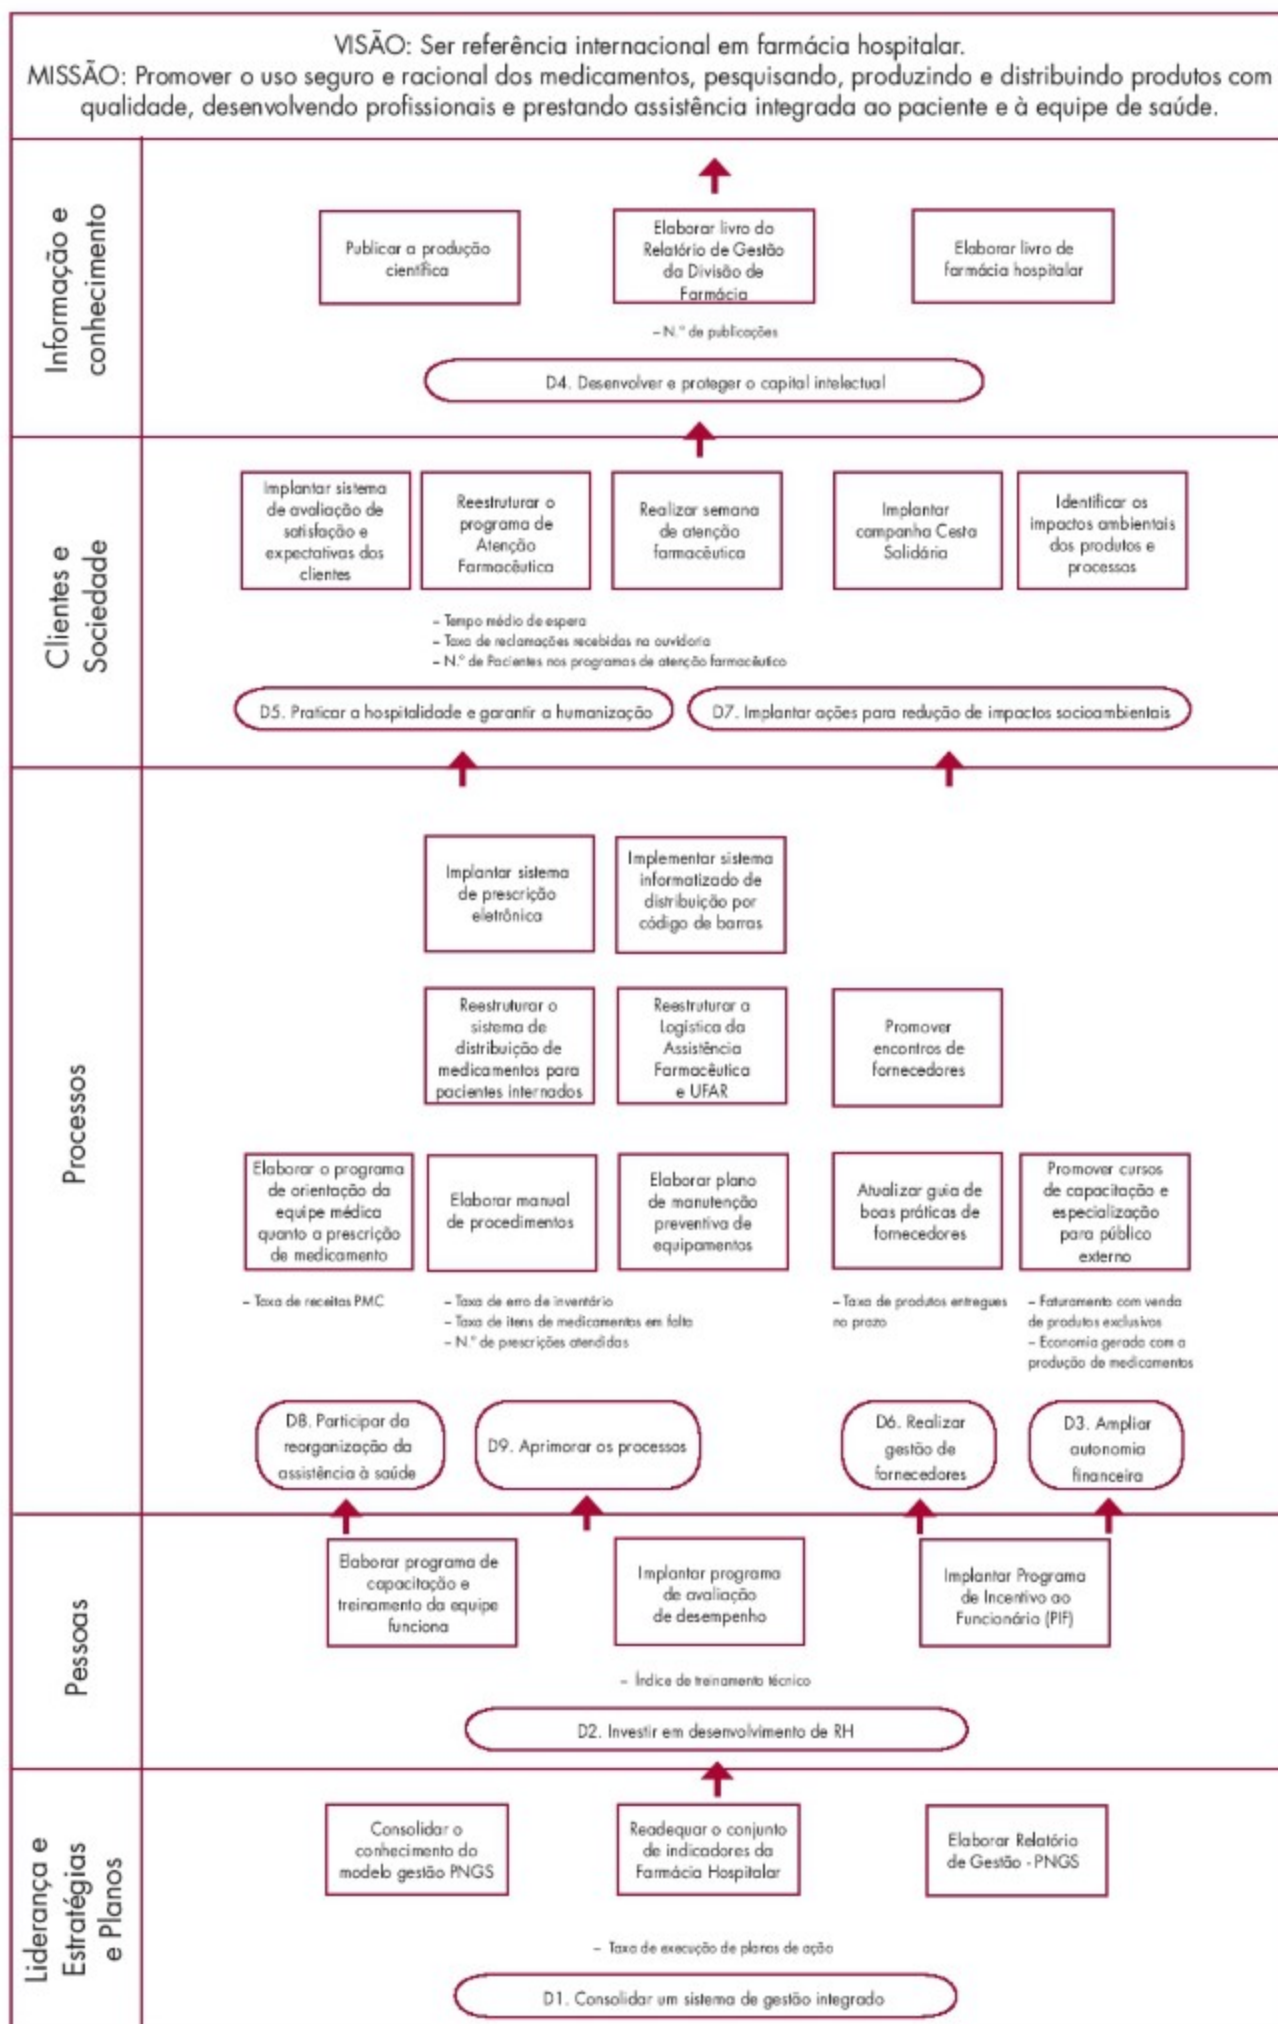 VISÃO: Ser referência internacional em farmácia hospitalar.
MISSÃO: Promover o uso seguro e racional dos medicamentos, pesquisando, produzindo e distribuindo produtos com
qualidade, desenvolvendo profissionais e prestando assistência integrada ao paciente e à equipe de saúde.
Informação e
conhecimento
Publicar a produção
científica
Elaborar livro do
Relatório de Gestão
da Divisão de
Farmácia
Elaborar livro de
farmácia hospitalar
– N.º de publicações
D4. Desenvolver e proteger o capital intelectual
Clientes e
Sociedade
Implantar sistema
de avaliação de
satisfação e
expectativas dos
clientes
Reestruturar o
programa de
Atenção
Farmacêutica
Realizar semana
de atenção
farmacêutica
Implantar
campanha Cesta
Solidária
Identificar os
impactos ambientais
dos produtos e
processos
– Tempo médio de espera
– Taxa de reclamações recebidas na ouvidoria
– N.º de Pacientes nos programas de atenção farmacêutico
D5. Praticar a hospitalidade e garantir a humanização
D7. Implantar ações para redução de impactos socioambientais
Processos
Implantar sistema
de prescrição
eletrônica
Implementar sistema
informatizado de
distribuição por
código de barras
Reestruturar o
sistema de
distribuição de
medicamentos para
pacientes internados
Reestruturar a
Logística da
Assistência
Farmacêutica
e UFAR
Promover
encontros de
fornecedores
Elaborar o programa
de orientação da
equipe médica
quanto a prescrição
de medicamento
Elaborar manual
de procedimentos
Elaborar plano
de manutenção
preventiva de
equipamentos
Atualizar guia de
boas práticas de
fornecedores
Promover cursos
de capacitação e
especialização
para público
externo
– Taxa de receitas PMC
– Taxa de erro de inventário
– Taxa de itens de medicamentos em falta
– N.º de prescrições atendidas
– Taxa de produtos entregues
no prazo
– Faturamento com venda
de produtos exclusivos
– Economia gerada com a
produção de medicamentos
D8. Participar da
reorganização da
assistência à saúde
D9. Aprimorar os processos
D6. Realizar
gestão de
fornecedores
D3. Ampliar
autonomia
financeira
Pessoas
Elaborar programa de
capacitação e
treinamento da equipe
funciona
Implantar programa
de avaliação
de desempenho
Implantar Programa
de Incentivo ao
Funcionário (PIF)
– Índice de treinamento técnico
D2. Investir em desenvolvimento de RH
Liderança e
Estratégias
e Planos
Consolidar o
conhecimento do
modelo gestão PNGS
Readequar o conjunto
de indicadores da
Farmácia Hospitalar
Elaborar Relatório
de Gestão - PNGS
– Taxa de execução de planos de ação
D1. Consolidar um sistema de gestão integrado